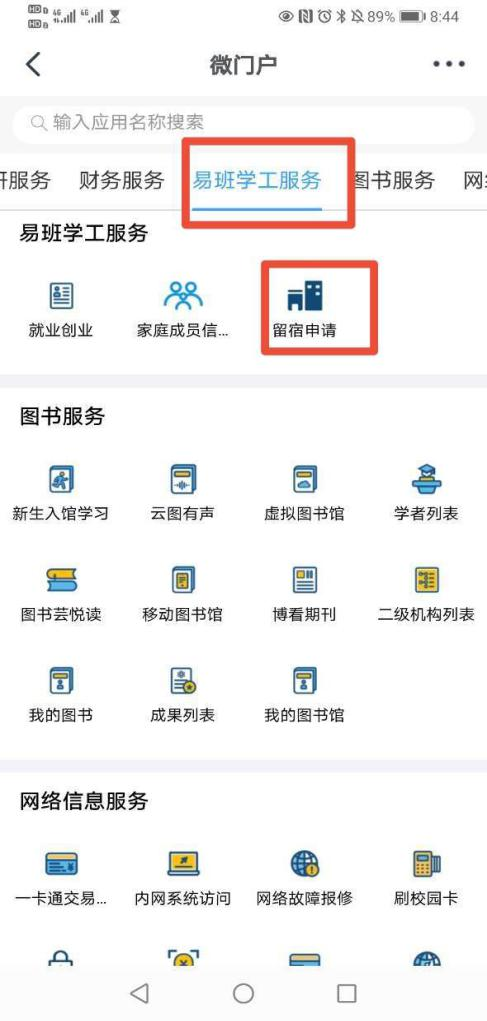 89% 8:44
微门户
输入应用名称搜索
研服务 财务服务 易班学工服务 图书服务 网
易班学工服务
就业创业 家庭成员信... 留宿申请
图书服务
新生入馆学习 云图有声 虚拟图书馆 学者列表
图书芸悦读 移动图书馆 博看期刊 二级机构列表
我的图书 成果列表 我的图书馆
网络信息服务
一卡通交易... 内网系统访问 网络故障报修 刷校园卡